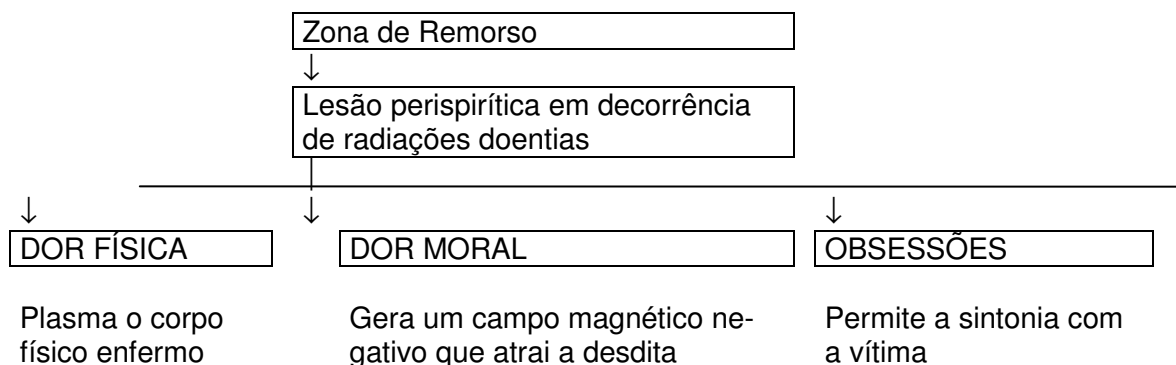 Zona de Remorso
↓
Lesão perispirítica em decorrência
de radiações doentias
↓ ↓ ↓
DOR FÍSICA DOR MORAL OBSESSÕES
Plasma o corpo Gera um campo magnético ne- Permite a sintonia com
físico enfermo gativo que atrai a desdita a vítima